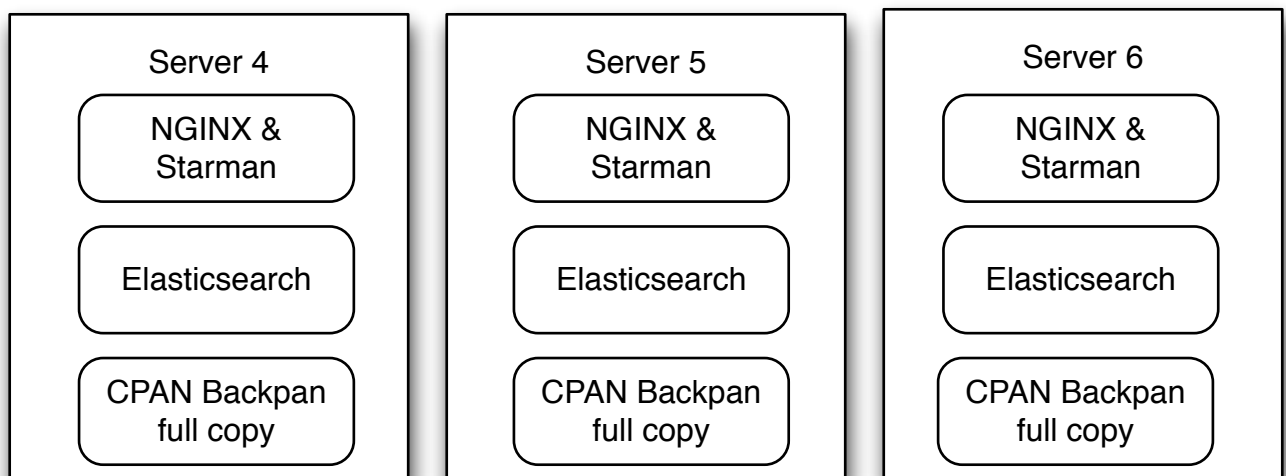 Server 4
NGINX &
Starman
Elasticsearch
CPAN Backpan
full copy
Server 5
NGINX &
Starman
Elasticsearch
CPAN Backpan
full copy
Server 6
NGINX &
Starman
Elasticsearch
CPAN Backpan
full copy